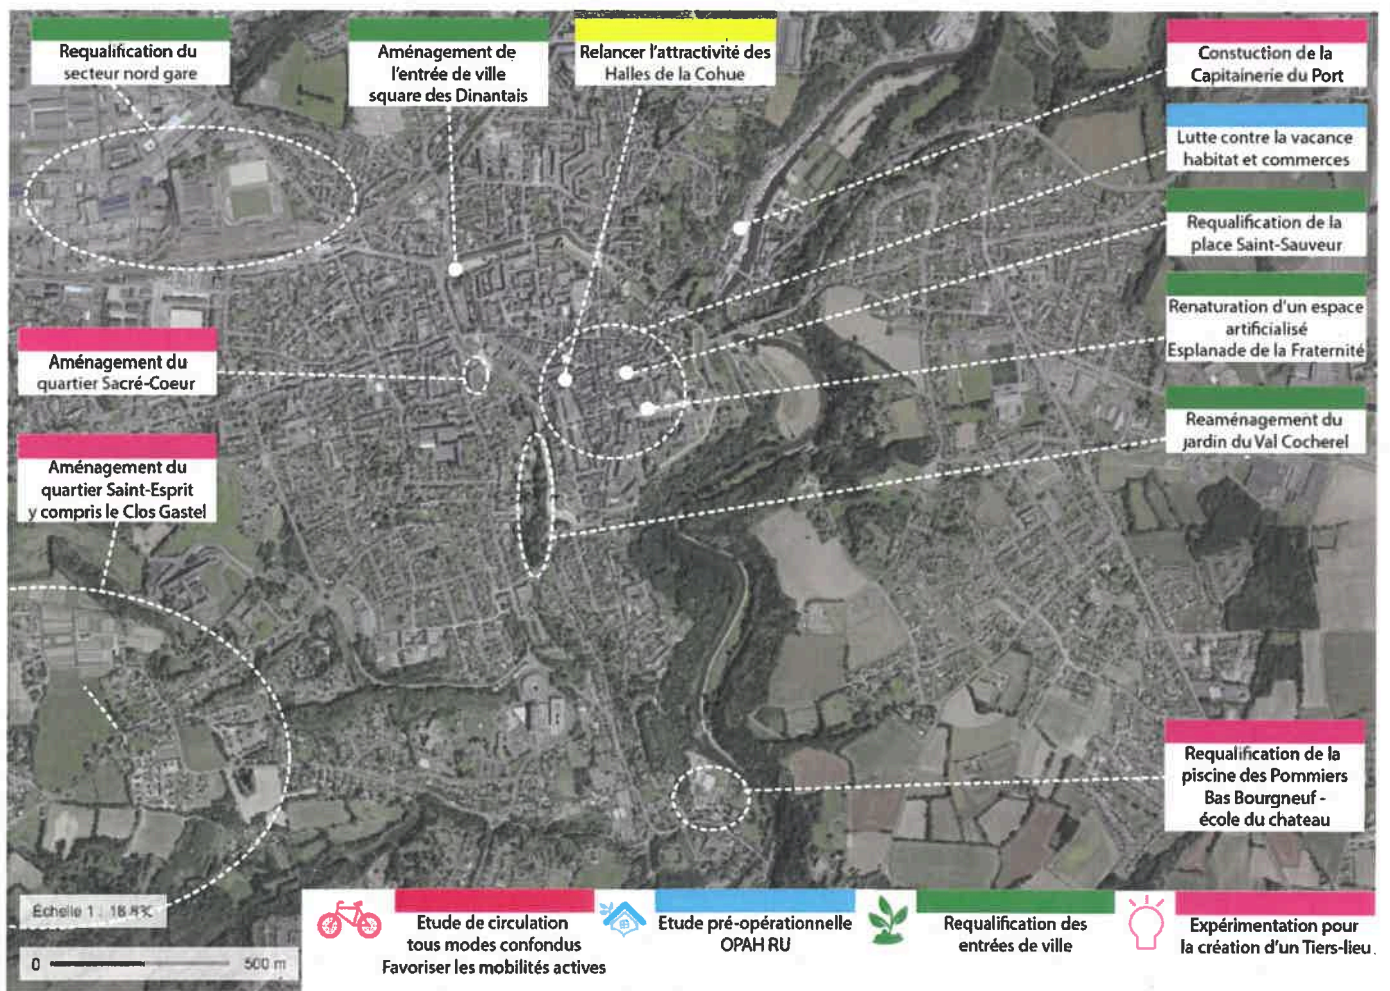 Requalification du
secteur nord gare
Aménagement de
l'entrée de ville
square des Dinantais
Relancer l'attractivité des
Halles de la Cohue
Constuction de la
Capitainerie du Port
Lutte contre la vacance
habitat et commerces
Requalification de la
place Saint-Sauveur
Renaturation d'un espace
artificialisé
Esplanade de la Fraternité
Reaménagement du
jardin du Val Cocherel
Aménagement du
quartier Sacré-Coeur
Aménagement du
quartier Saint-Esprit
y compris le Clos Gastel
Requalification de la
piscine des Pommiers
Bas Bourgneuf -
école du chateau
Échelle 1 :
0 500 m
Etude de circulation
tous modes confondus
Favoriser les mobilités actives
Etude pré-opérationnelle
OPAH RU
Requalification des
entrées de ville
Expérimentation pour
la création d'un Tiers-lieu.